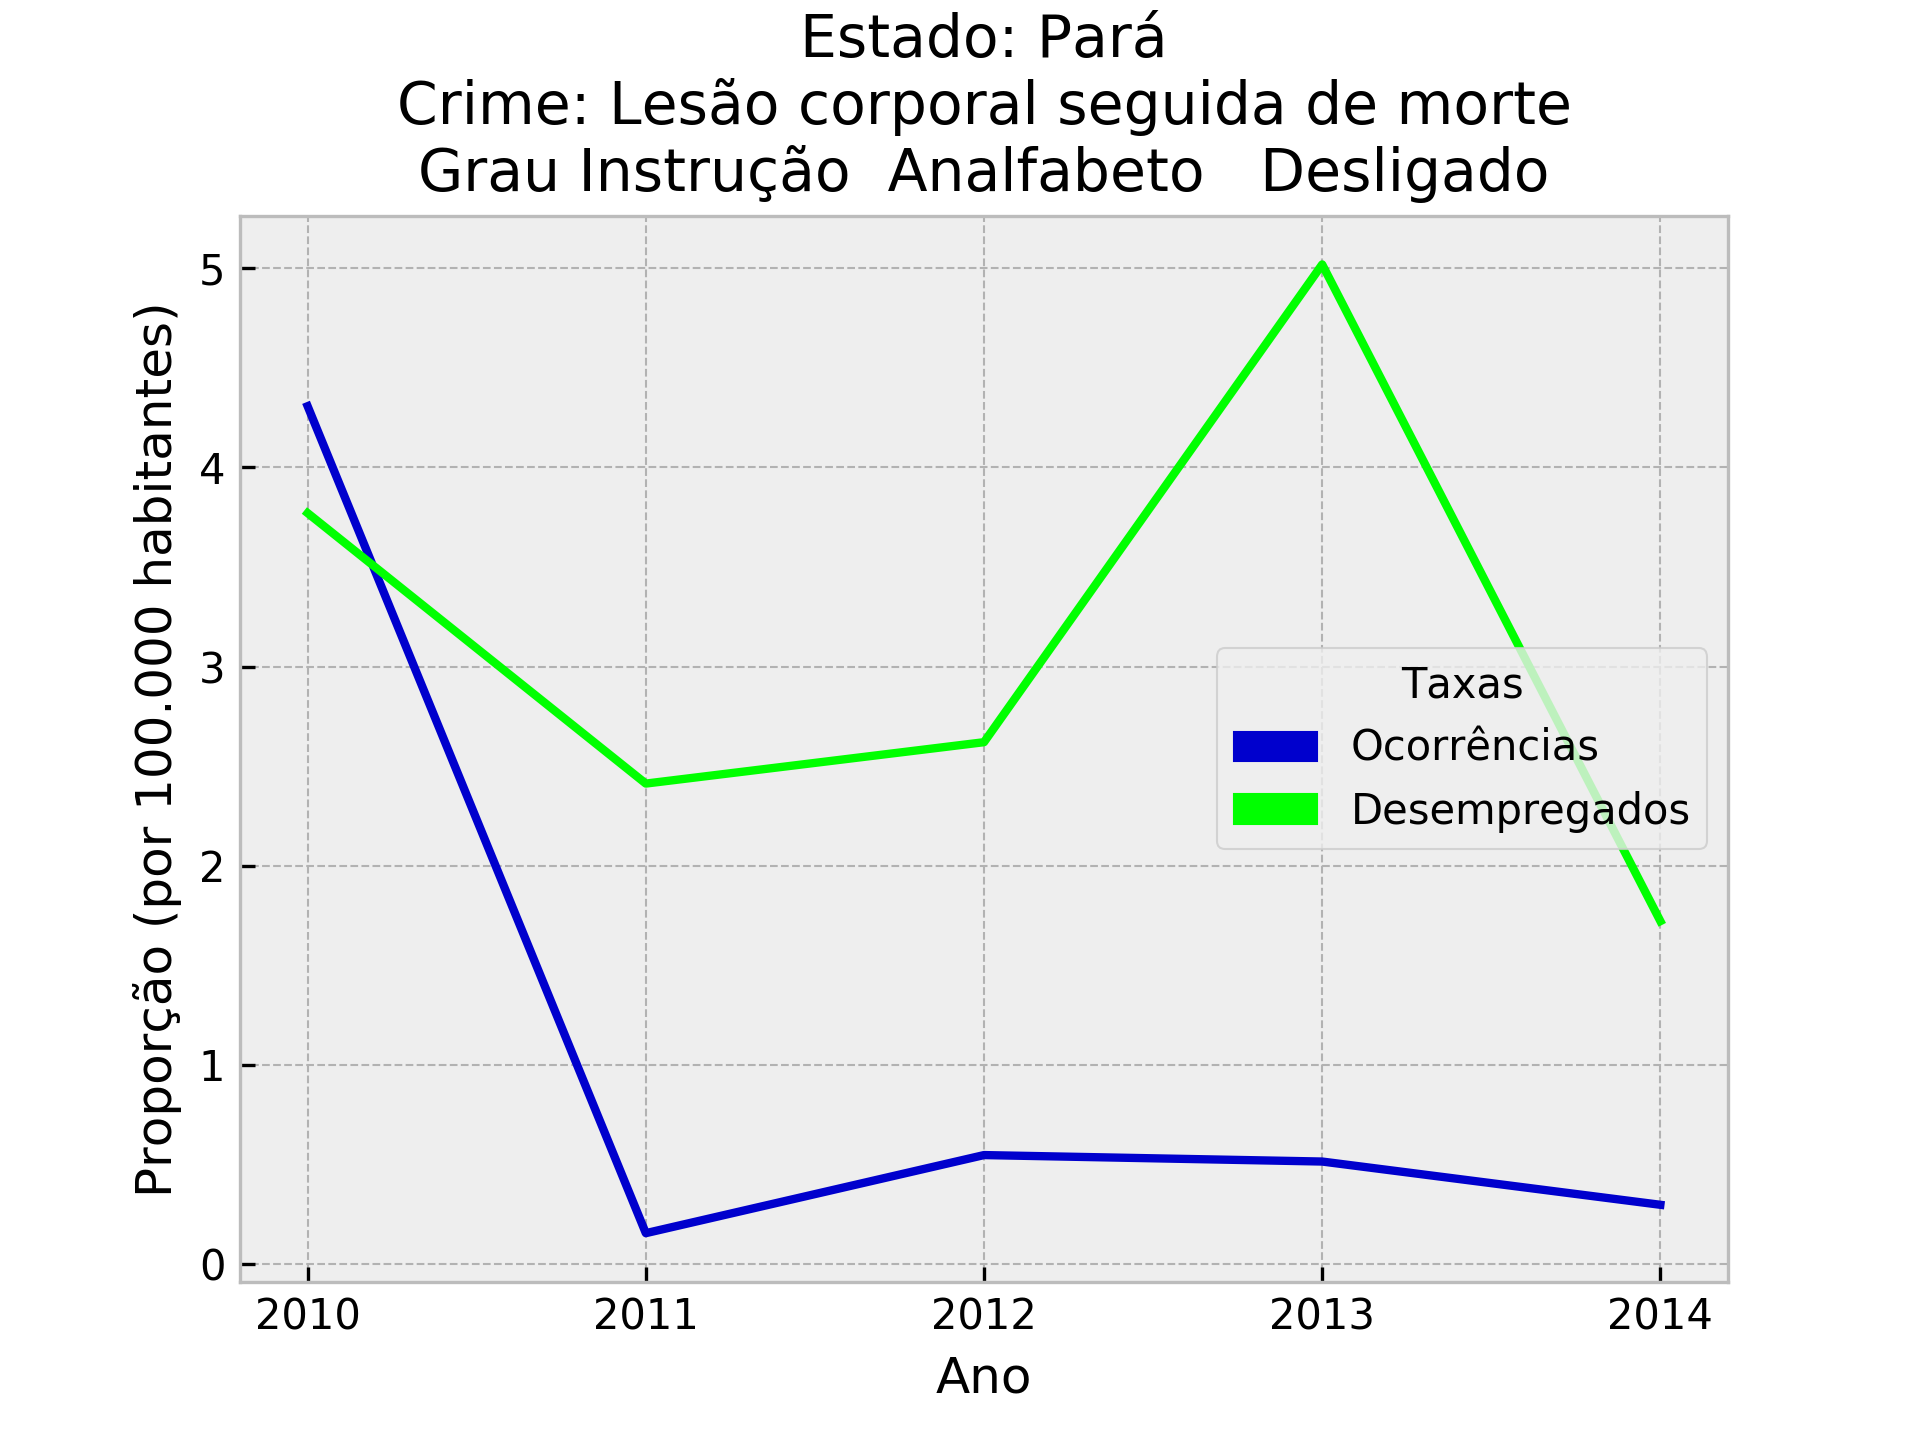 Estado: Pará
Crime: Lesão corporal seguida de morte
Grau Instrução  Analfabeto   Desligado
Proporção (por 100.000 habitantes)
5
4
3
2
1
0
Taxas
Ocorrências
Desempregados
2010 2011 2012 2013 2014
Ano